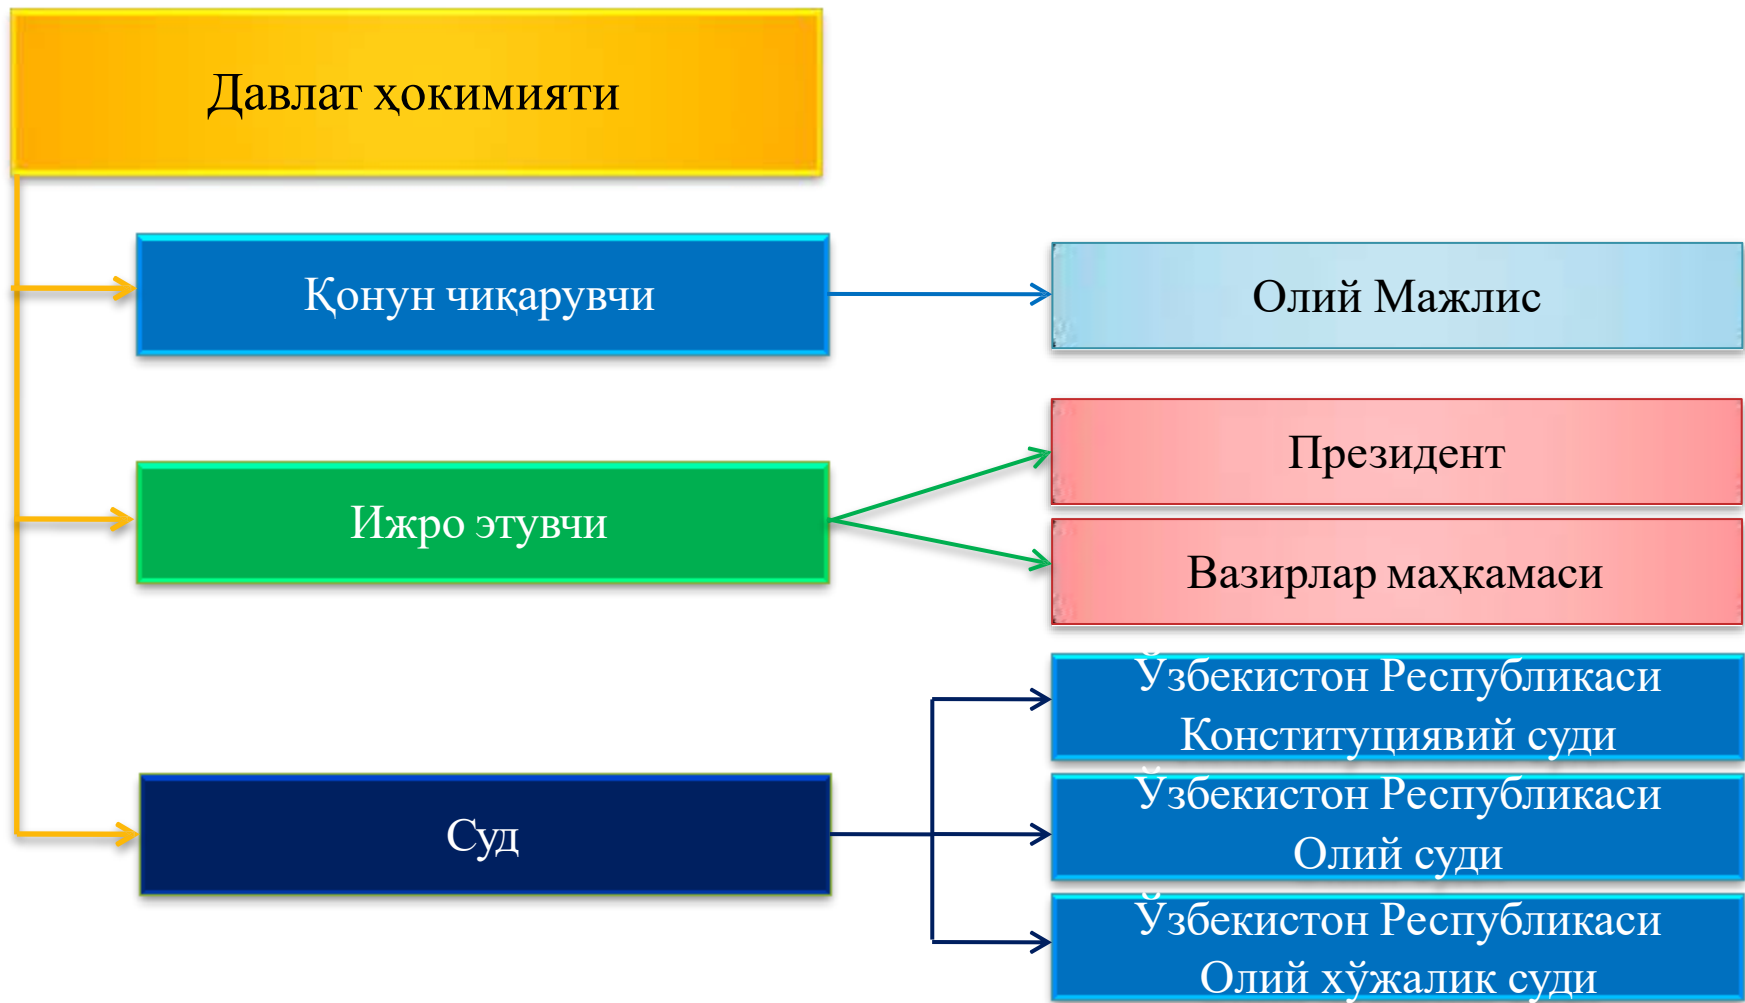 Давлат ҳокимияти
Қонун чиқарувчи
Олий Мажлис
Ижро этувчи
Президент
Вазирлар маҳкамаси
Суд
Ўзбекистон Республикаси
Конституциявий суди
Ўзбекистон Республикаси
Олий суди
Ўзбекистон Республикаси
Олий хўжалик суди